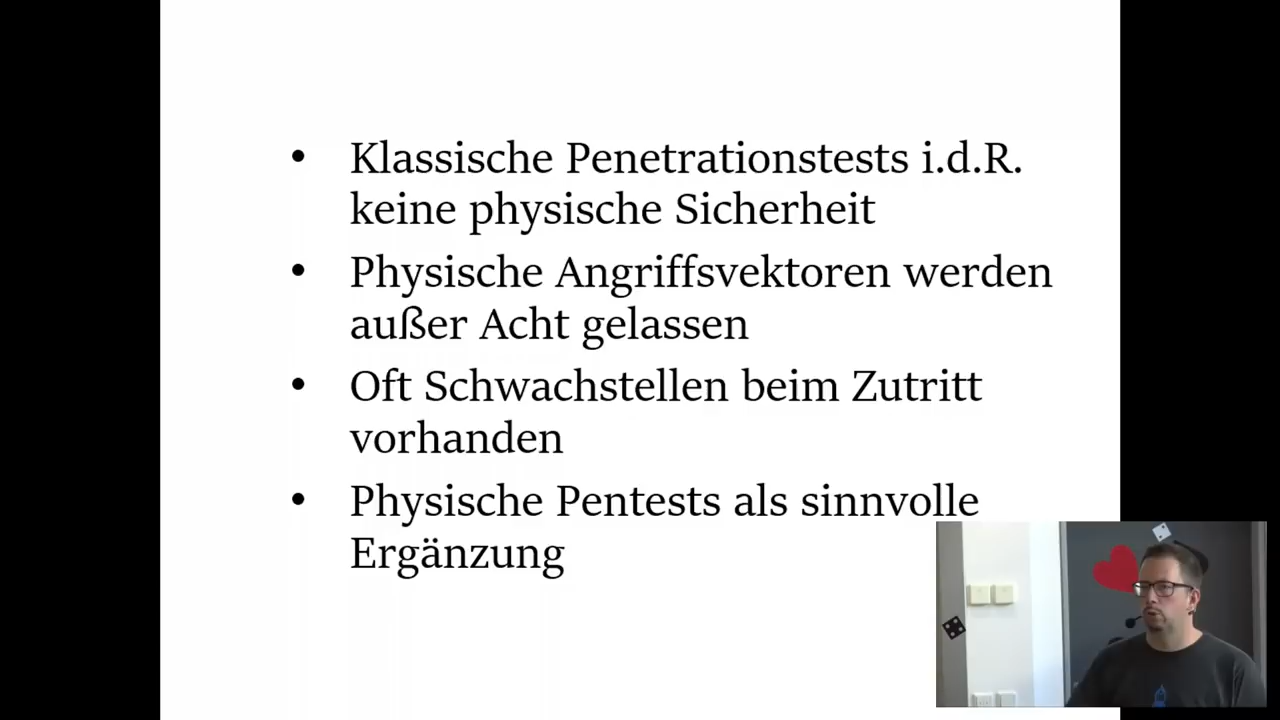 • Klassische Penetrationstests i.d.R.
keine physische Sicherheit
• Physische Angriffsvektoren werden
außer Acht gelassen
• Oft Schwachstellen beim Zutritt
vorhanden
• Physische Pentests als sinnvolle
Ergänzung